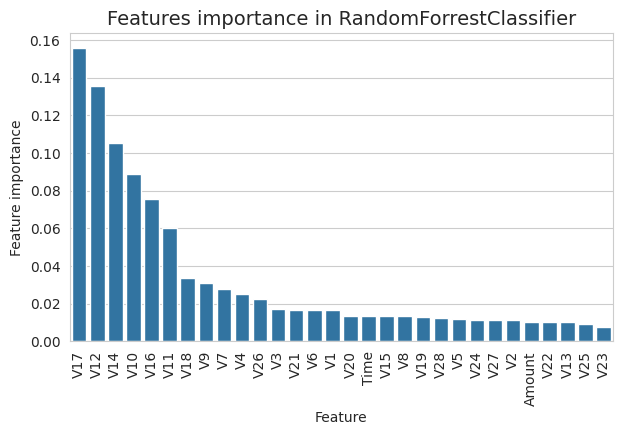 Features importance in RandomForrestClassifier
Feature importance
0.16
0.14
0.12
0.10
0.08
0.06
0.04
0.02
0.00
V17
V12
V14
V10
V16
V11
V18
V9
V7
V4
V26
V3
V21
V6
V1
V20
Time
V15
V8
V19
V28
V5
V24
V27
V2
Amount
V22
V13
V25
V23
Feature